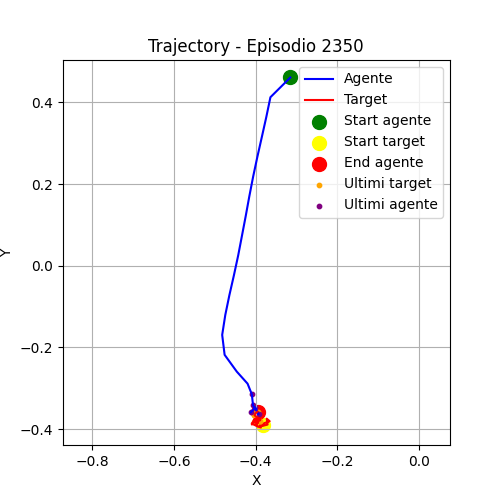 Trajectory - Episodio 2350
Agente
Target
Start agente
Start target
End agente
Ultimi target
Ultimi agente
Y
0.4
0.2
0.0
−0.2
−0.4
−0.8
−0.6
−0.4
−0.2
0.0
X